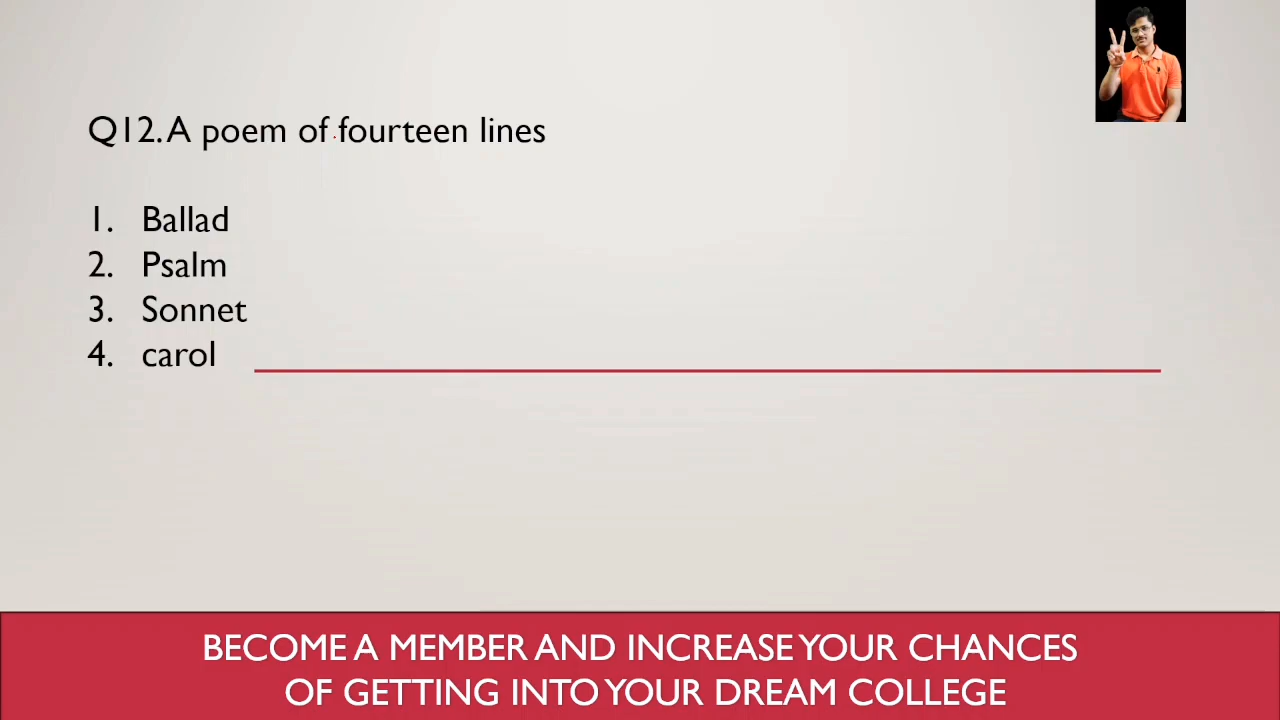 Q12. A poem of fourteen lines
1. Ballad
2. Psalm
3. Sonnet
4. carol
BECOME A MEMBER AND INCREASE YOUR CHANCES
OF GETTING INTO YOUR DREAM COLLEGE